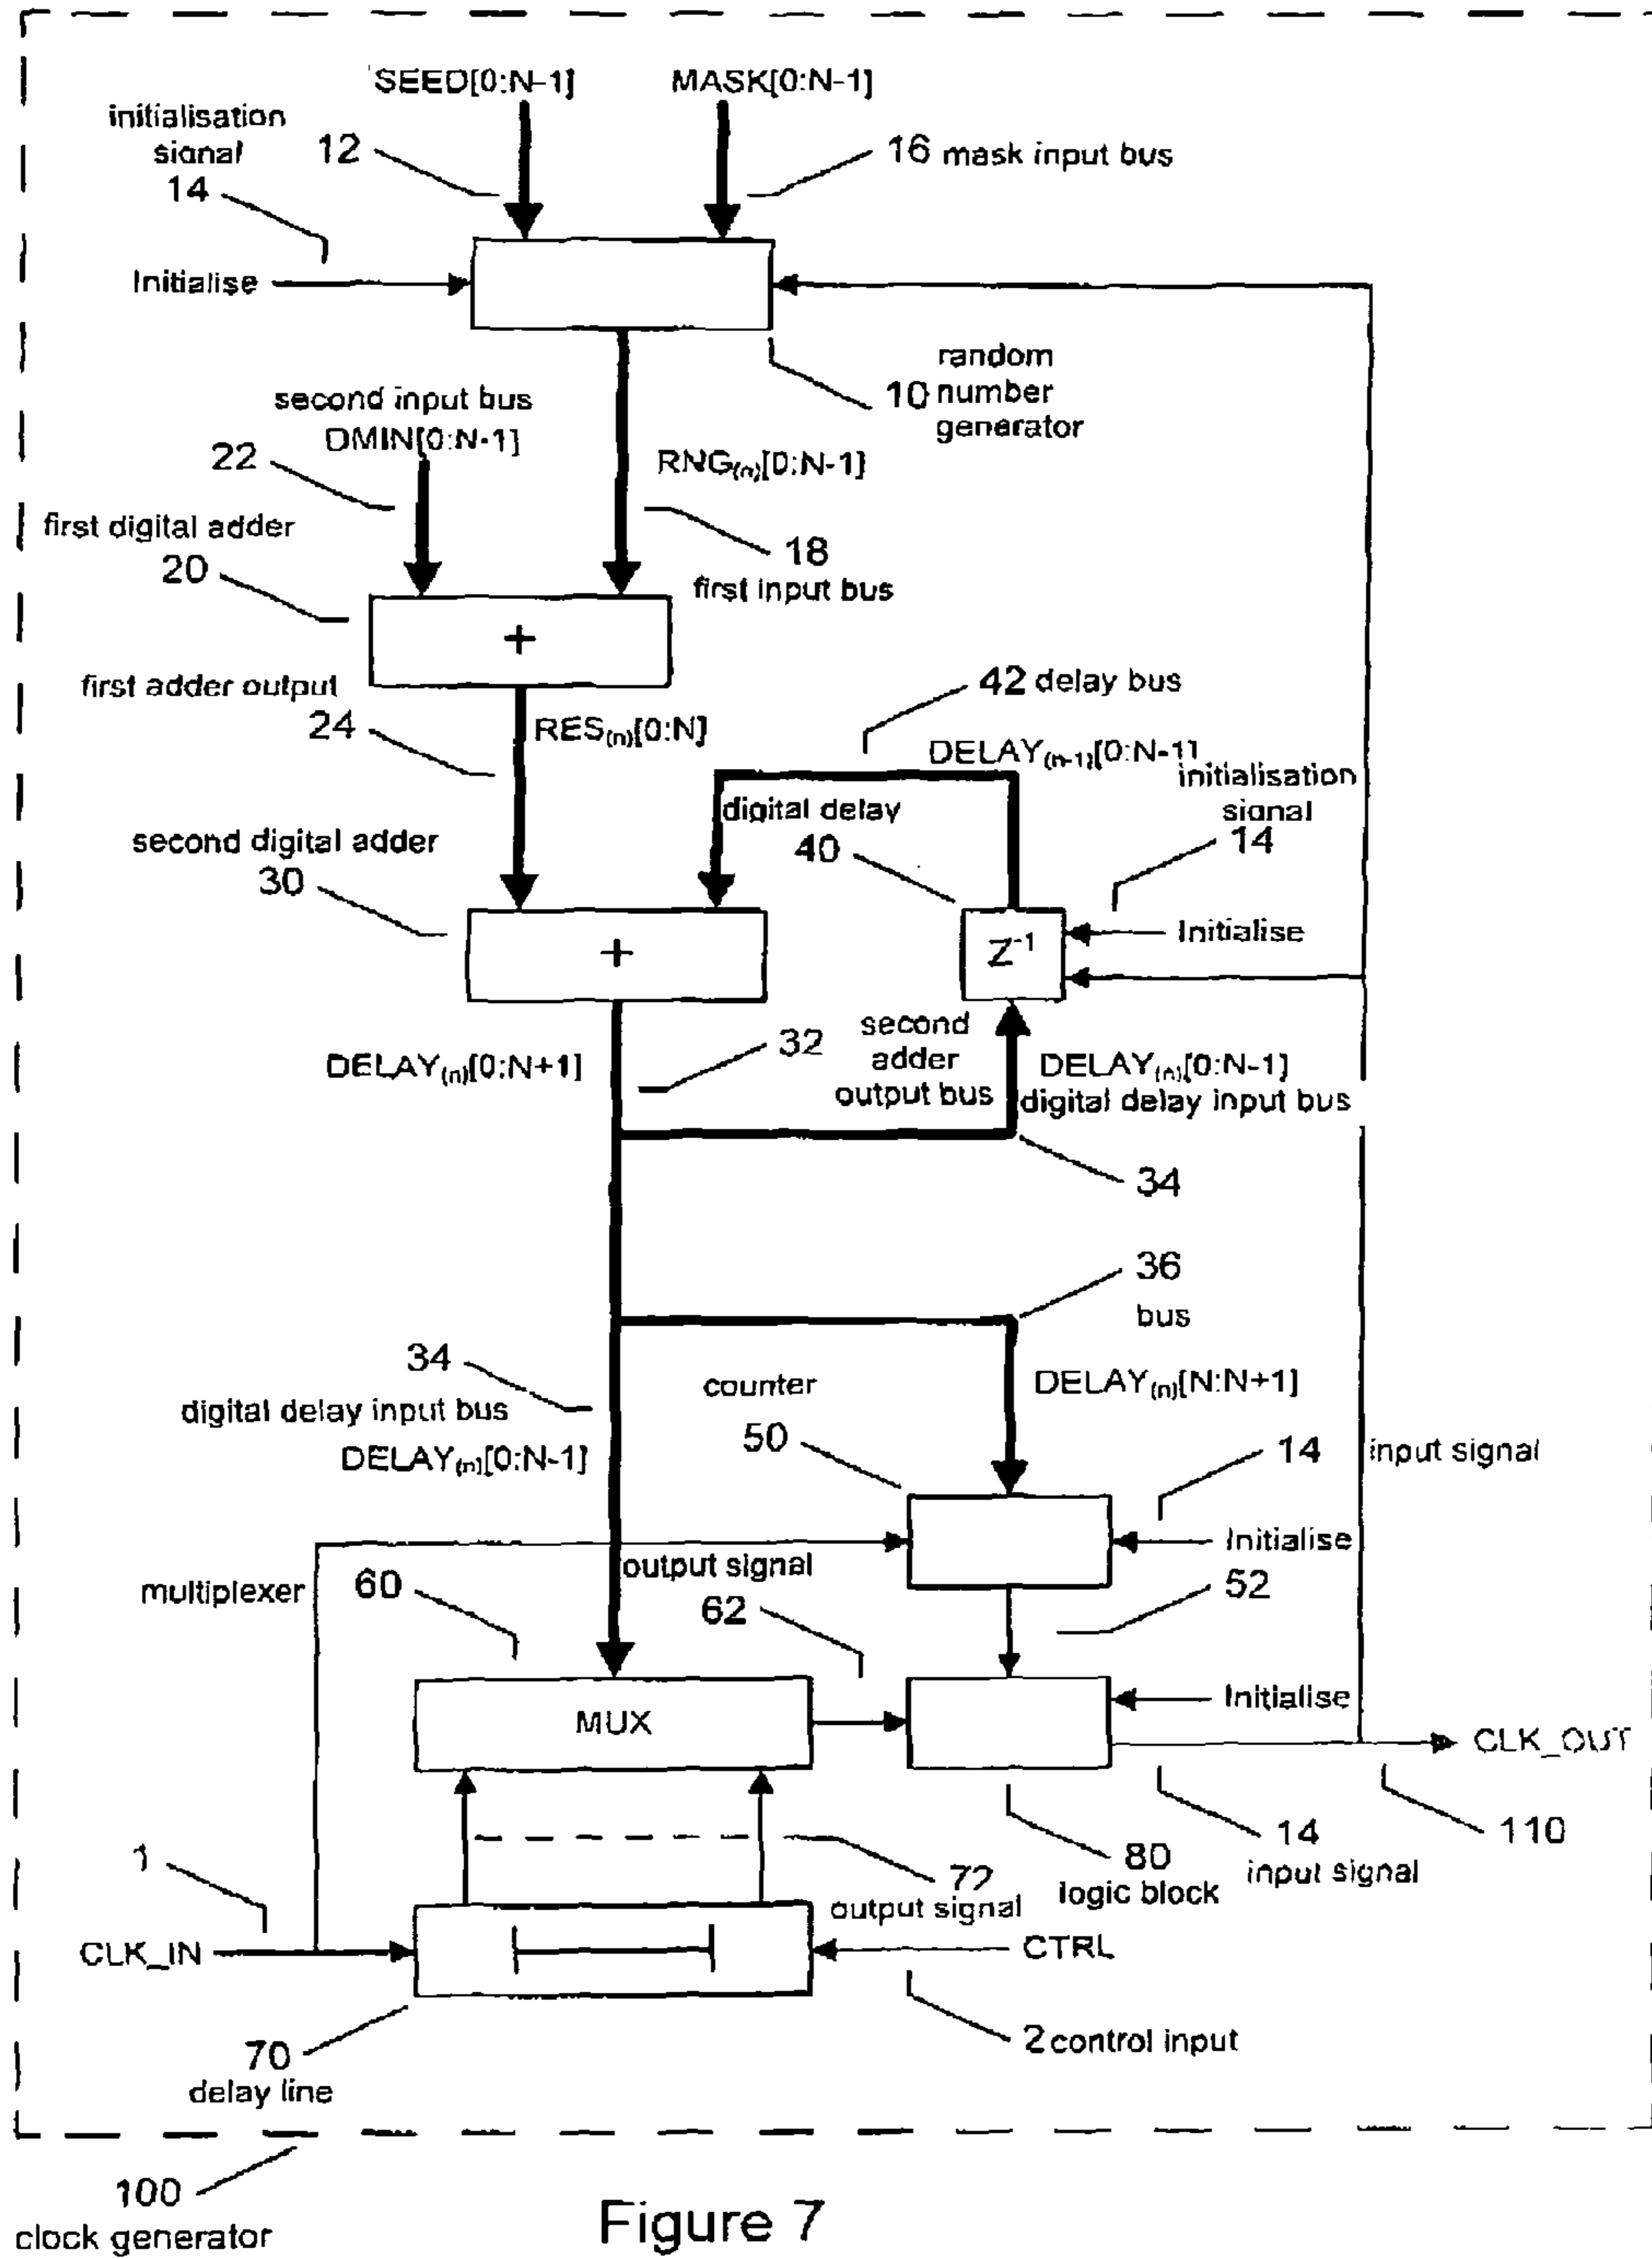 SEED[0:N-1]
MASK[0:N-1]
initialisation
sianal
14
12
16 mask input bus
Initialise
random
10 number
generator
second input bus
DMIN[0:N-1]
22
RNG(n)[0:N-1]
first digital adder
20
18
first input bus
+
first adder output
24
RES(n)[0:N]
42 delay bus
DELAY(n-1)[0:N-1]
initialisation
signal
14
digital delay
40
second digital adder
30
+
Z-1
Initialise
DELAY(n)[0:N+1]
32
second
adder
output bus
DELAY(n)[0:N-1]
digital delay input bus
34
36
bus
34
digital delay input bus
DELAY(n)[0:N-1]
counter
50
DELAY(n)[N:N+1]
14
input signal
Initialise
multiplexer
60
output signal
62
52
MUX
Initialise
CLK_OUT
1
72
output signal
80
logic block
14
input signal
110
CLK_IN
CTRL
70
delay line
2 control input
100
clock generator
Figure 7